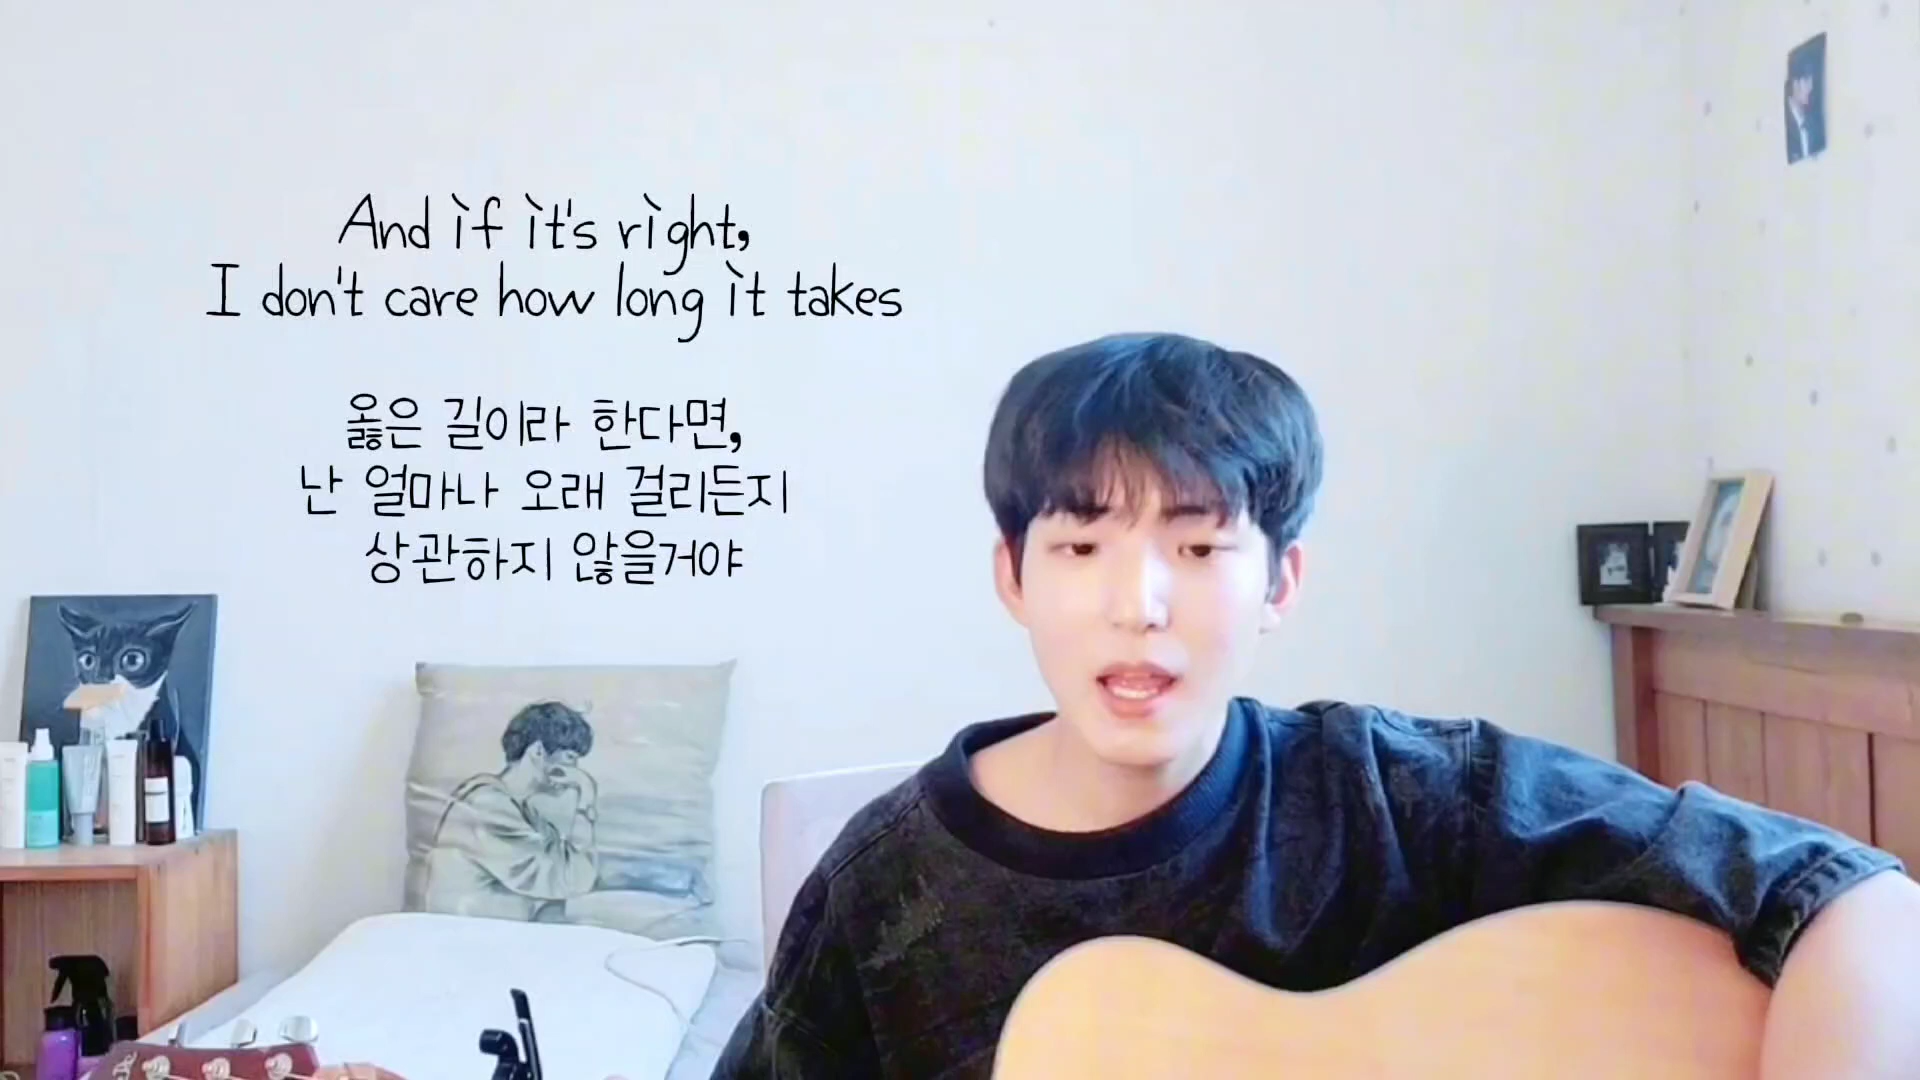 And if it's right,
I don't care how long it takes
옳은 길이라 한다면,
난 얼마나 오래 걸리든지
상관하지 않을거야